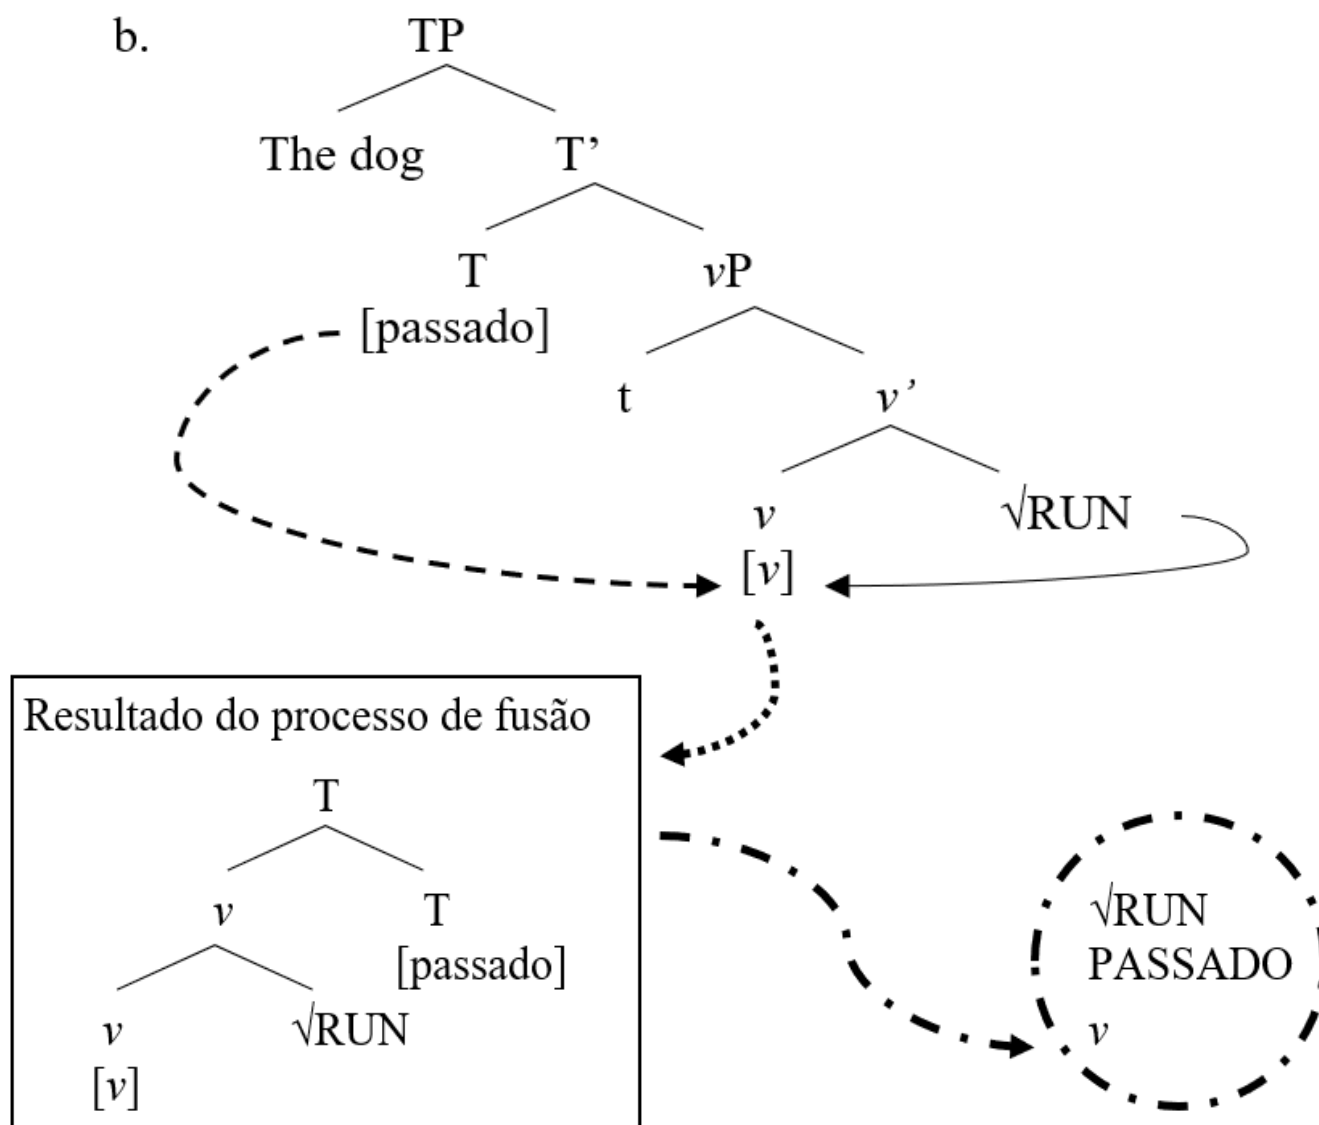 b.
TP
The dog
T’
T
vP
[passado]
t
v’
v
√RUN
[v]
Resultado do processo de fusão
T
v
T
[passado]
v
√RUN
[v]
√RUN
PASSADO
v